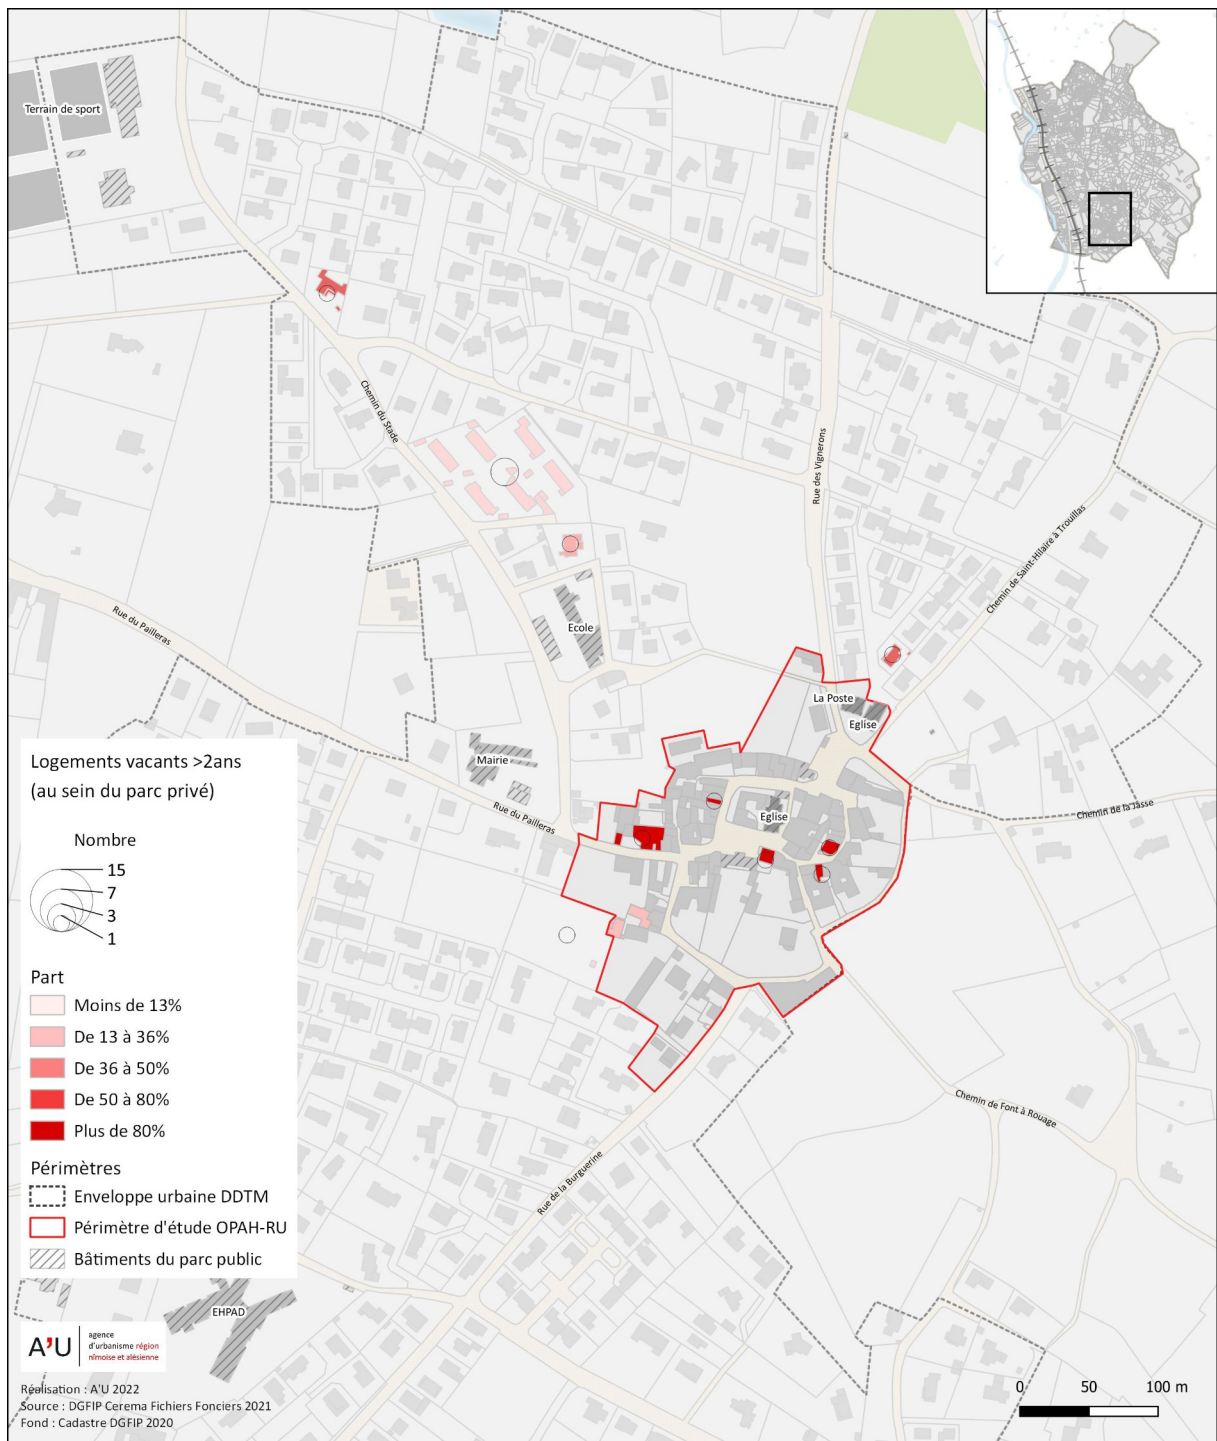 Terrain de sport
Chemin du Stade
Rue des Vignerons
Chemin de Saint-Hilaire à Trouillas
Rue du Pailleras
Ecole
La Poste
Eglise
Mairie
Rue du Pailleras
Eglise
Chemin de la Jasse
Chemin de Font à Rouage
Rue de la Burguerine
EHPAD
Logements vacants >2ans
(au sein du parc privé)
Nombre
15
7
3
1
Part
Moins de 13%
De 13 à 36%
De 36 à 50%
De 50 à 80%
Plus de 80%
Périmètres
Enveloppe urbaine DDTM
Périmètre d'étude OPAH-RU
Bâtiments du parc public
A'U
agence
d'urbanisme région
nîmoise et alésienne
Réalisation : A'U 2022
Source : DGFIP Cerema Fichiers Fonciers 2021
Fond : Cadastre DGFIP 2020
0 50 100 m